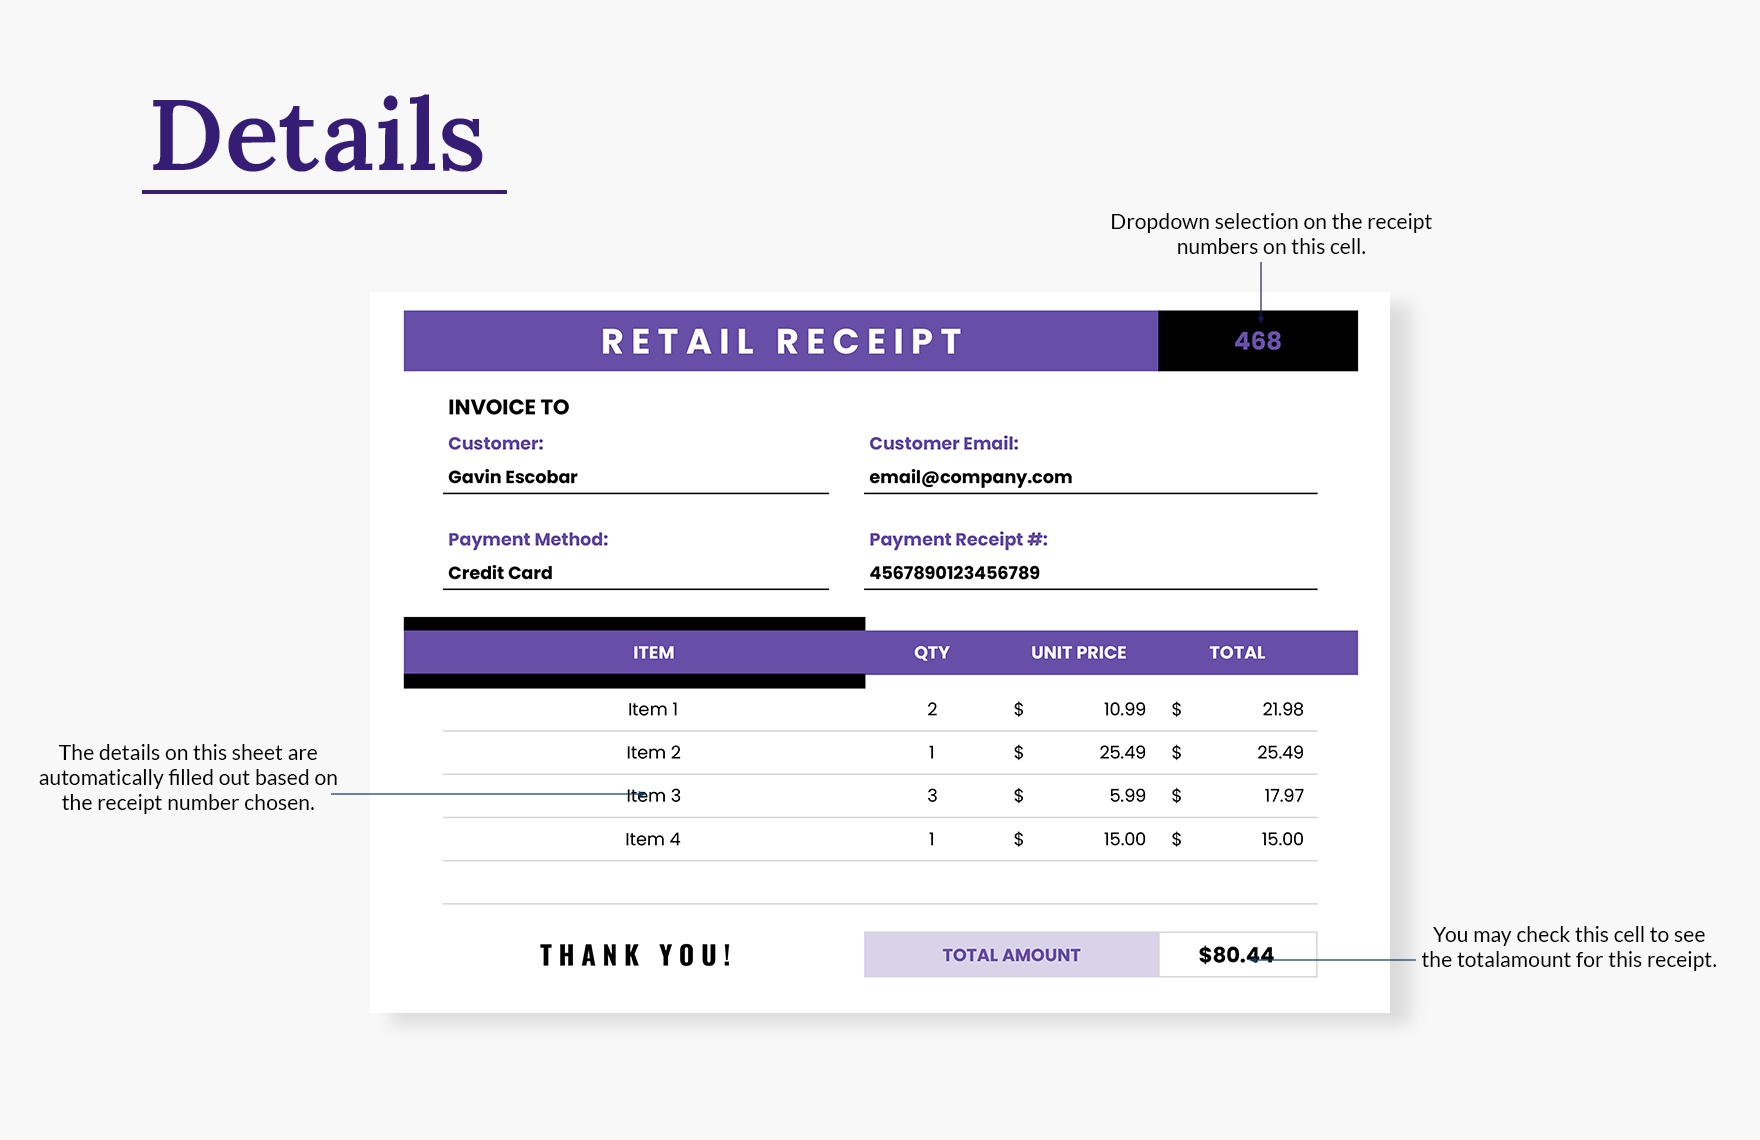 Details
Dropdown selection on the receipt
numbers on this cell.
RETAIL RECEIPT 468
INVOICE TO
Customer: Customer Email:
Gavin Escobar email@company.com
Payment Method: Payment Receipt #:
Credit Card 4567890123456789
ITEM QTY UNIT PRICE TOTAL
Item 1 2 $ 10.99 $ 21.98
Item 2 1 $ 25.49 $ 25.49
Item 3 3 $ 5.99 $ 17.97
Item 4 1 $ 15.00 $ 15.00
The details on this sheet are
automatically filled out based on
the receipt number chosen.
THANK YOU! TOTAL AMOUNT $80.44
You may check this cell to see
the totalamount for this receipt.